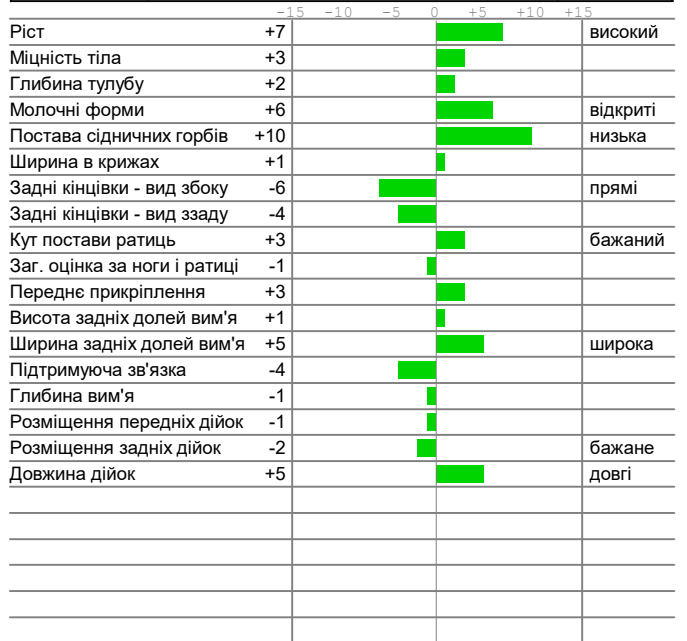 -15 -10 -5 0 +5 +10 +15
Ріст +7 високий
Міцність тіла +3
Глибина тулубу +2
Молочні форми +6 відкриті
Постава сідничних горбів +10 низька
Ширина в крижах +1
Задні кінцівки - вид збоку -6 прямі
Задні кінцівки - вид ззаду -4
Кут постави ратиць +3 бажаний
Заг. оцінка за ноги і ратиці -1
Переднє прикріплення +3
Висота задніх долей вим'я +1
Ширина задніх долей вим'я +5 широка
Підтримуюча зв'язка -4
Глибина вим'я -1
Розміщення передніх дійок -1
Розміщення задніх дійок -2 бажане
Довжина дійок +5 довгі